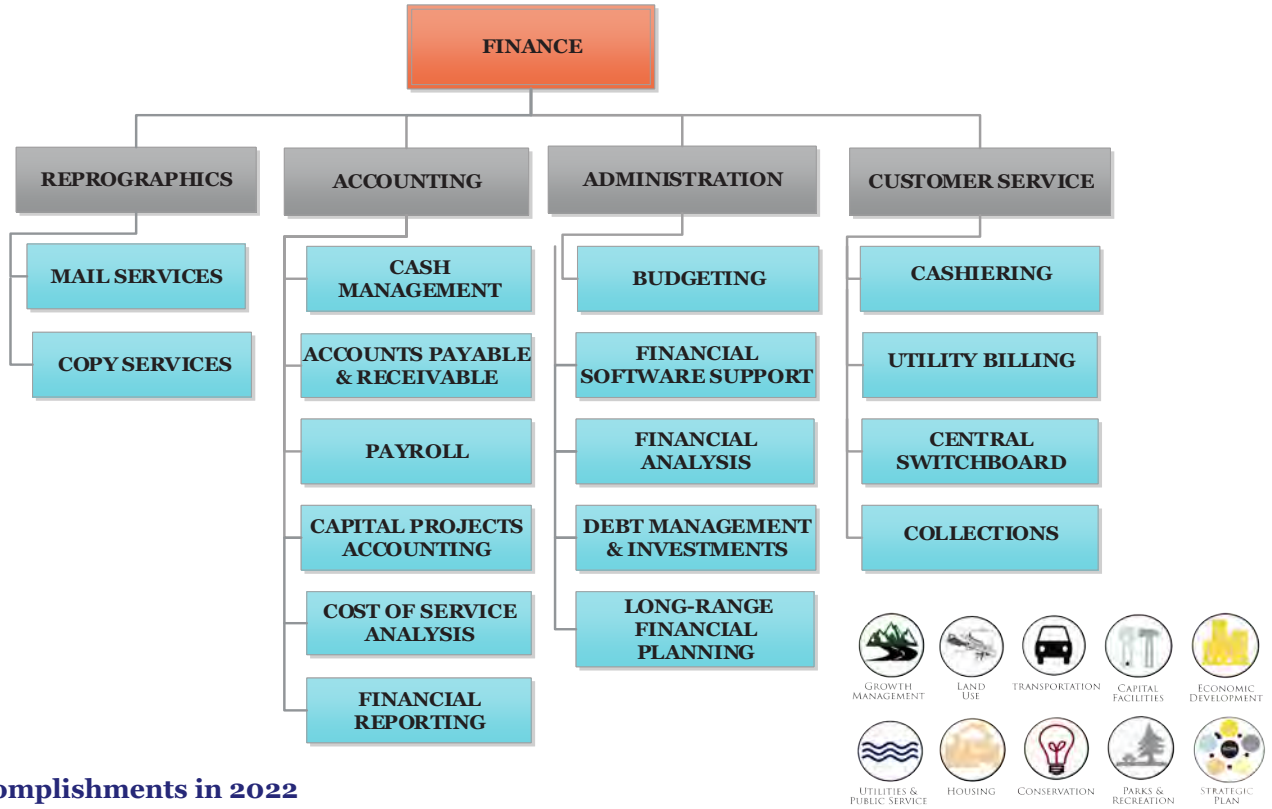 FINANCE
REPROGRAPHICS
MAIL SERVICES
COPY SERVICES
ACCOUNTING
CASH
MANAGEMENT
ACCOUNTS PAYABLE
& RECEIVABLE
PAYROLL
CAPITAL PROJECTS
ACCOUNTING
COST OF SERVICE
ANALYSIS
FINANCIAL
REPORTING
ADMINISTRATION
BUDGETING
FINANCIAL
SOFTWARE SUPPORT
FINANCIAL
ANALYSIS
DEBT MANAGEMENT
& INVESTMENTS
LONG-RANGE
FINANCIAL
PLANNING
CUSTOMER SERVICE
CASHIERING
UTILITY BILLING
CENTRAL
SWITCHBOARD
COLLECTIONS
GROWTH
MANAGEMENT
LAND
USE
TRANSPORTATION
CAPITAL
FACILITIES
ECONOMIC
DEVELOPMENT
UTILITIES &
PUBLIC SERVICE
HOUSING
CONSERVATION
PARKS &
RECREATION
STRATEGIC
PLAN
omplishments in 2022